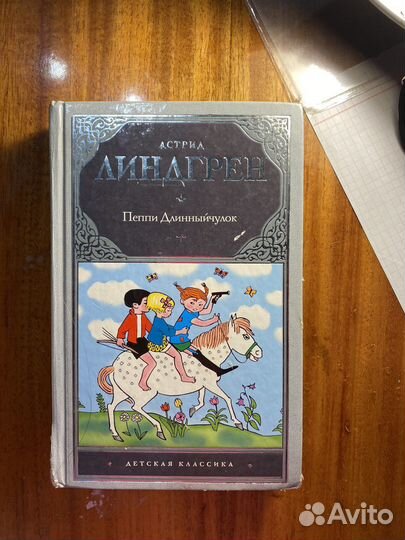 АСТРИД
ЛИНДГРЕН
Пеппи Длинныйчулок
ДЕТСКАЯ КЛАССИКА
Avito